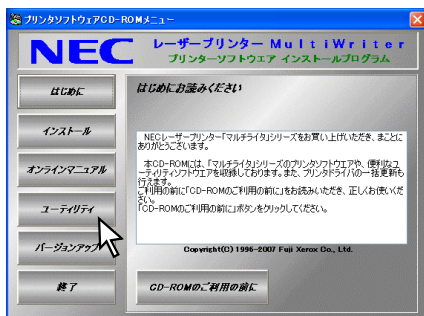 プリンタソフトウェアCD-ROMメニュー
NEC
レーザープリンター MultiWriter
プリンターソフトウエア インストールプログラム
はじめに
インストール
オンラインマニュアル
ユーティリティ
バージョンアップ
終了
はじめにお読みください
NECレーザープリンター「マルチライタ」シリーズをお買い上げいただき、まことに
ありがとうございます。
本CD-ROMには、「マルチライタ」シリーズのプリンタソフトウエアや、便利なユ
ーティリティソフトウエアを収録しております。また、プリンタドライバの一括更新も
行えます。
ご利用の前に「CD-ROMのご利用の前に」をお読みいただき、正しくお使いくだ
さい。
「CD-ROMのご利用の前に」ボタンをクリックしてください。
Copyright(C) 1996-2007 Fuji Xerox Co., Ltd.
CD-ROMのご利用の前に